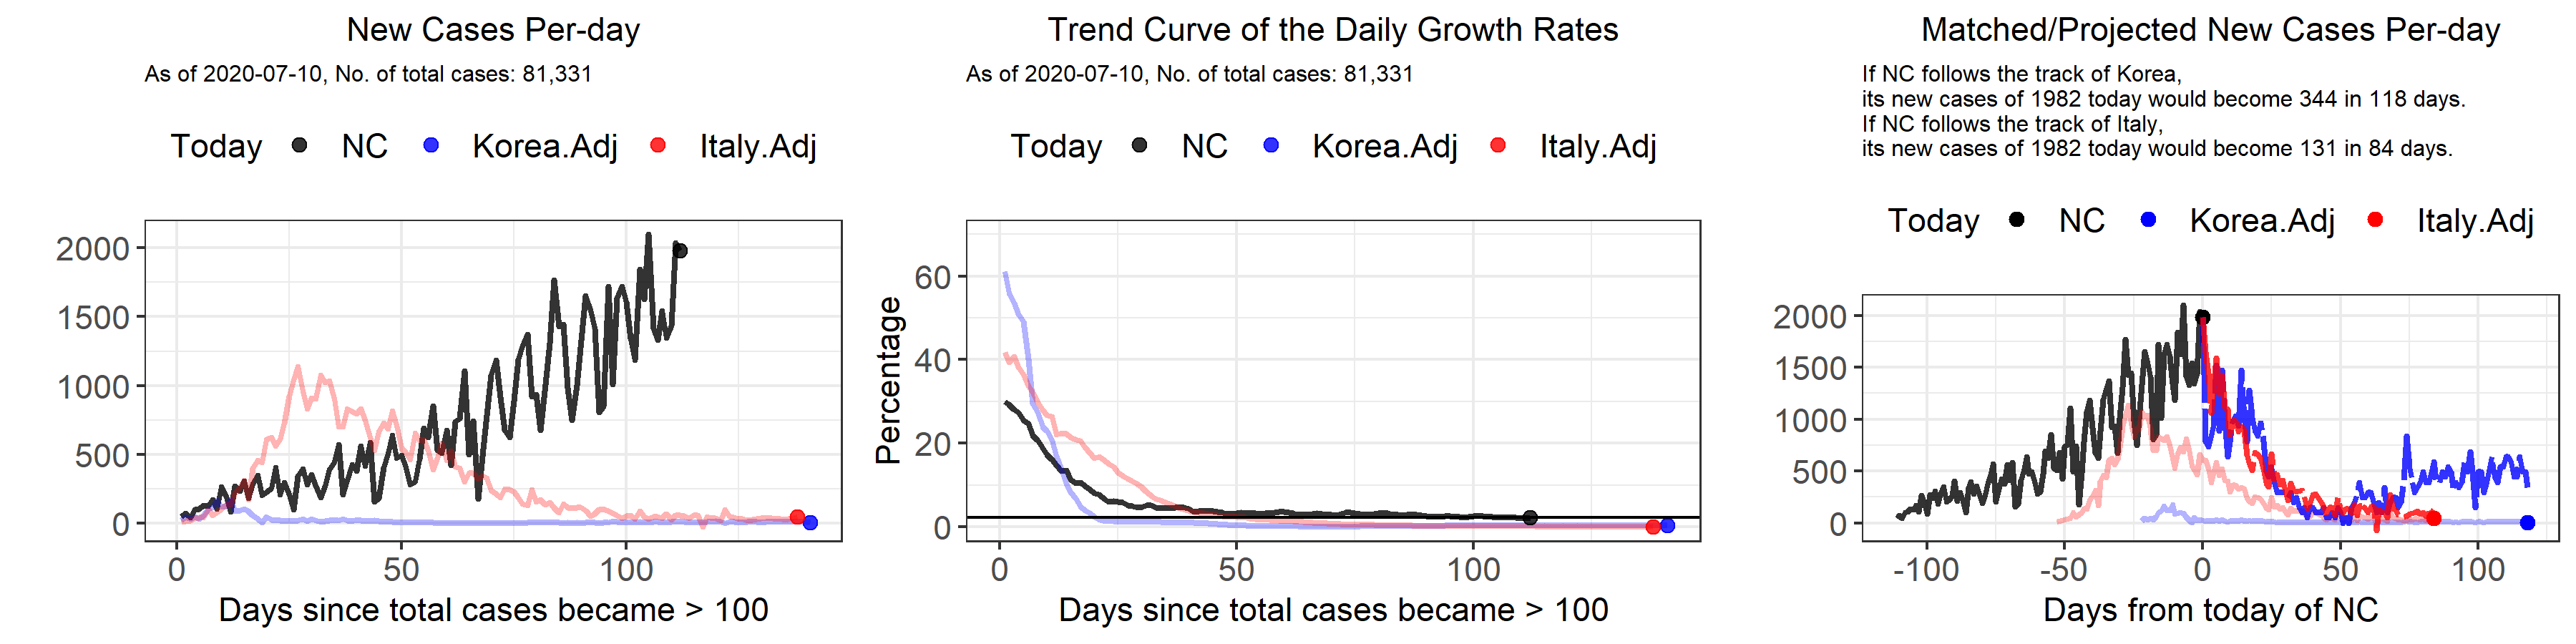 New Cases Per-day
As of 2020-07-10, No. of total cases: 81,331
Today NC Korea.Adj Italy.Adj
2000
1500
1000
500
0
0 50 100
Days since total cases became > 100
Trend Curve of the Daily Growth Rates
As of 2020-07-10, No. of total cases: 81,331
Today NC Korea.Adj Italy.Adj
Percentage
60
40
20
0
0 50 100
Days since total cases became > 100
Matched/Projected New Cases Per-day
If NC follows the track of Korea,
its new cases of 1982 today would become 344 in 118 days.
If NC follows the track of Italy,
its new cases of 1982 today would become 131 in 84 days.
Today NC Korea.Adj Italy.Adj
2000
1500
1000
500
0
-100 -50 0 50 100
Days from today of NC